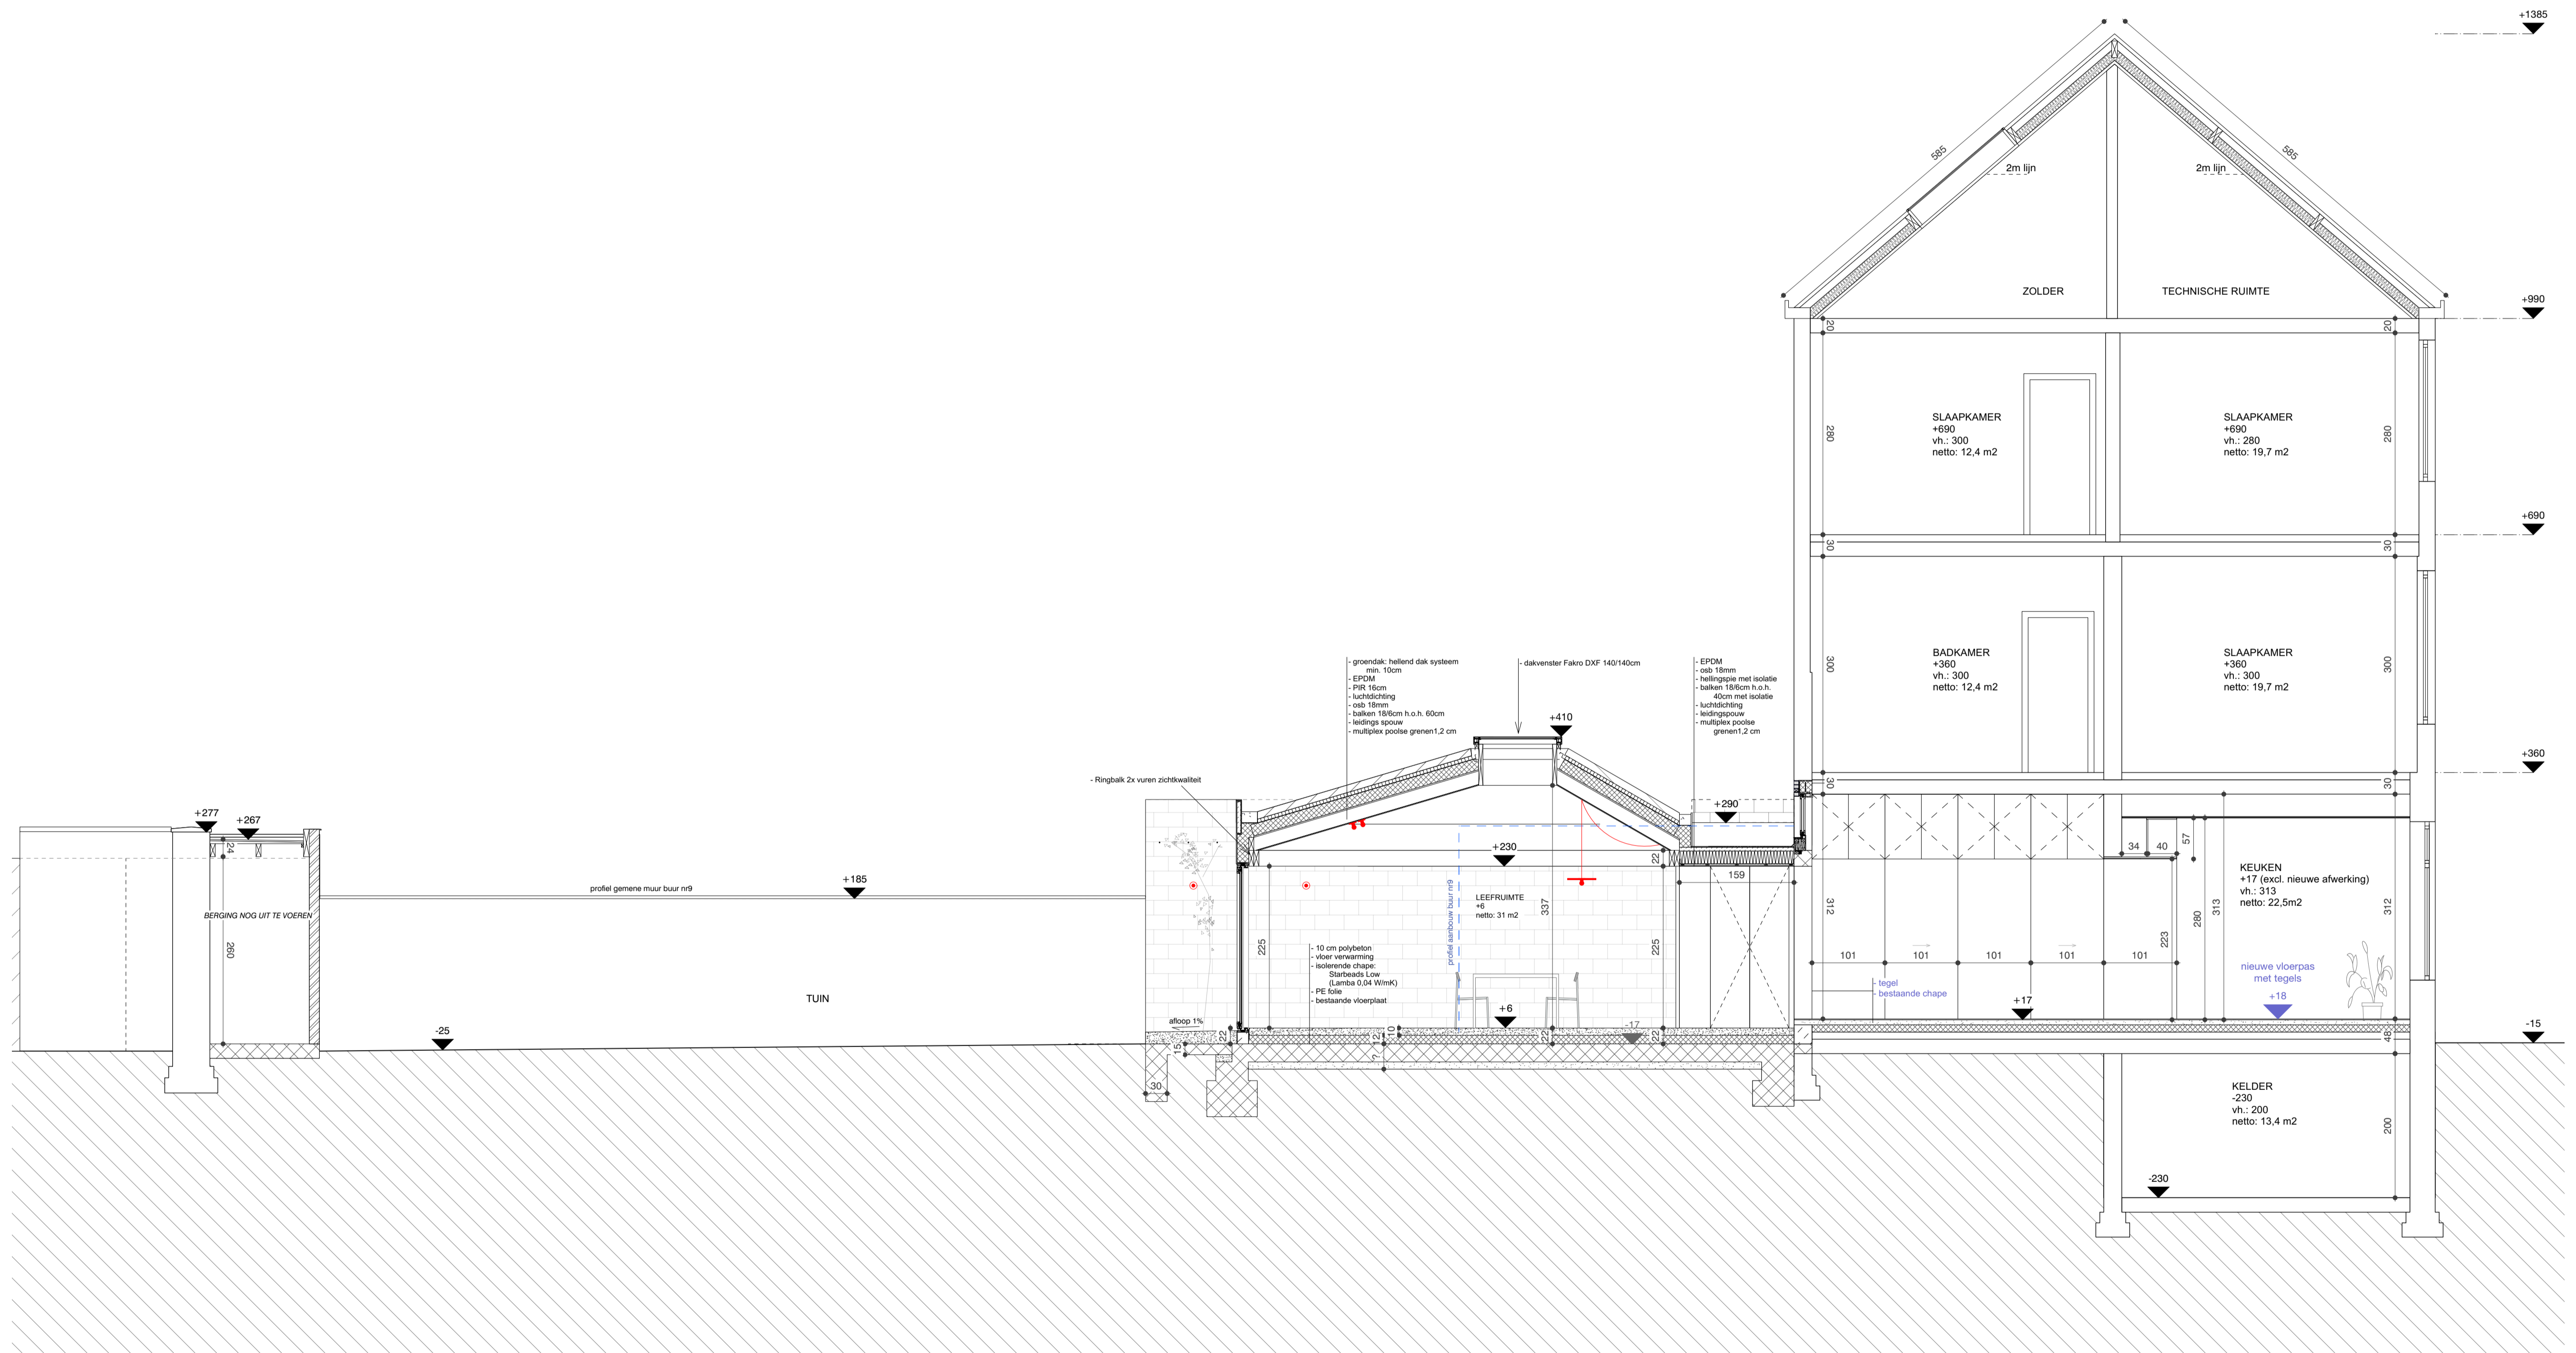 +1385
585
585
2m lijn
2m lijn
ZOLDER
TECHNISCHE RUIMTE
+990
20
20
SLAAPKAMER
+690
vh.: 300
netto: 12,4 m2
SLAAPKAMER
+690
vh.: 280
netto: 19,7 m2
280
280
+690
30
30
BADKAMER
+360
vh.: 300
netto: 12,4 m2
SLAAPKAMER
+360
vh.: 300
netto: 19,7 m2
300
300
+360
30
30
- groendak: hellend dak systeem
min. 10cm
- EPDM
- PIR 16cm
- luchtdichting
- osb 18mm
- balken 18/6cm h.o.h. 60cm
- leidings spouw
- multiplex poolse grenen1,2 cm
- dakvenster Fakro DXF 140/140cm
- EPDM
- osb 18mm
- hellingspie met isolatie
- balken 18/6cm h.o.h.
40cm met isolatie
- luchtdichting
- leidingspouw
- multiplex poolse
grenen1,2 cm
+410
- Ringbalk 2x vuren zichtkwaliteit
+290
+277
+267
24
BERGING NOG UIT TE VOEREN
260
profiel gemene muur buur nr9
+185
TUIN
-25
+230
22
159
LEEFRUIMTE
+6
netto: 31 m2
337
profiel aanbouw buur nr9
225
225
- 10 cm polybeton
- vloer verwarming
- isolerende chape:
Starbeads Low
(Lamba 0,04 W/mK)
- PE folie
- bestaande vloerplaat
afloop 1%
+6
-17
22
15
30
12
10
?
22
22
312
101
101
101
101
101
- tegel
- bestaande chape
+17
34
40
57
223
280
313
312
KEUKEN
+17 (excl. nieuwe afwerking)
vh.: 313
netto: 22,5m2
nieuwe vloerpas
met tegels
+18
-15
48
KELDER
-230
vh.: 200
netto: 13,4 m2
200
-230